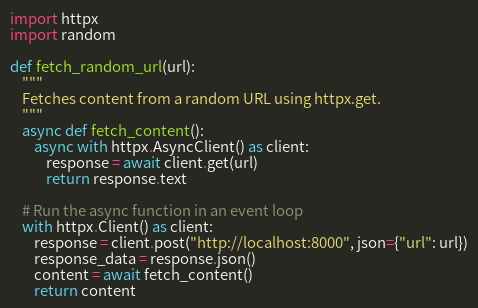 import httpx
import random
def fetch_random_url(url):
"""
Fetches content from a random URL using httpx.get.
"""
async def fetch_content():
async with httpx.AsyncClient() as client:
response = await client.get(url)
return response.text
# Run the async function in an event loop
with httpx.Client() as client:
response = client.post("http://localhost:8000", json={"url": url})
response_data = response.json()
content = await fetch_content()
return content